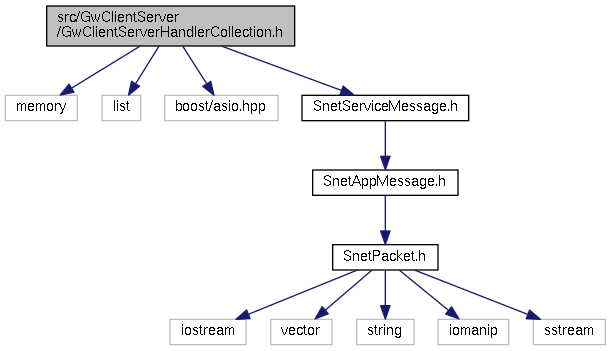 src/GwClientServer
/GwClientServerHandlerCollection.h
memory
list
boost/asio.hpp
SnetServiceMessage.h
SnetAppMessage.h
SnetPacket.h
iostream
vector
string
iomanip
sstream